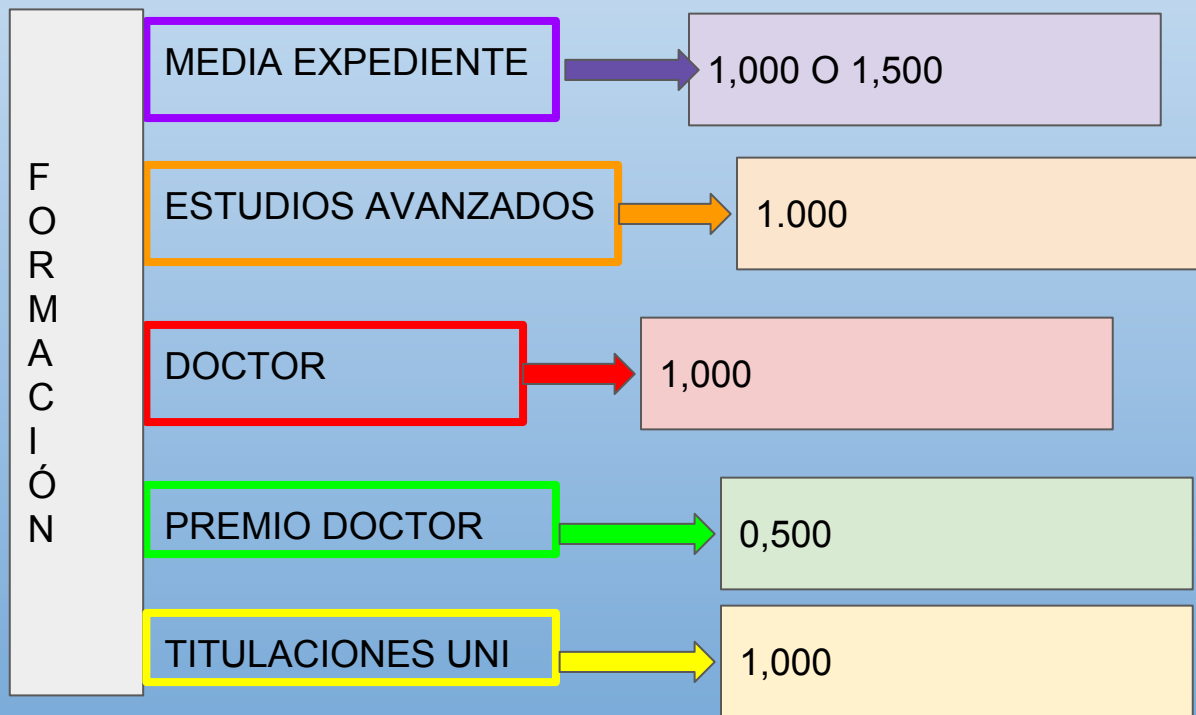 FORMACIÓN
MEDIA EXPEDIENTE
1,000 O 1,500
ESTUDIOS AVANZADOS
1.000
DOCTOR
1,000
PREMIO DOCTOR
0,500
TITULACIONES UNI
1,000